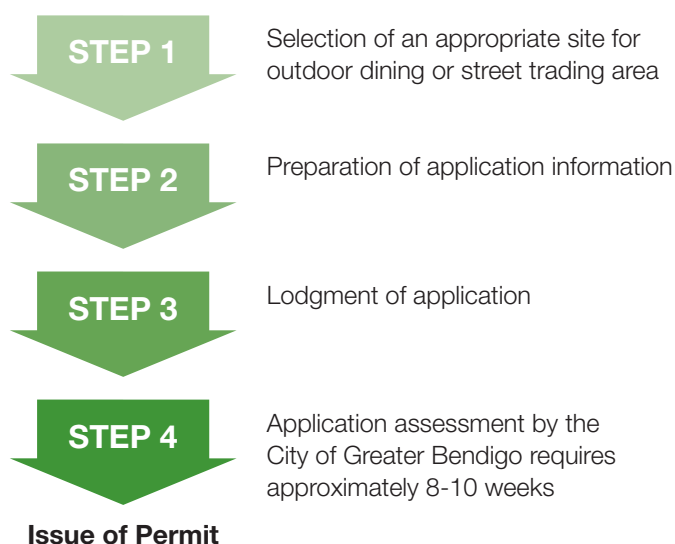 STEP 1
Selection of an appropriate site for
outdoor dining or street trading area
STEP 2
Preparation of application information
STEP 3
Lodgment of application
STEP 4
Application assessment by the
City of Greater Bendigo requires
approximately 8-10 weeks
Issue of Permit